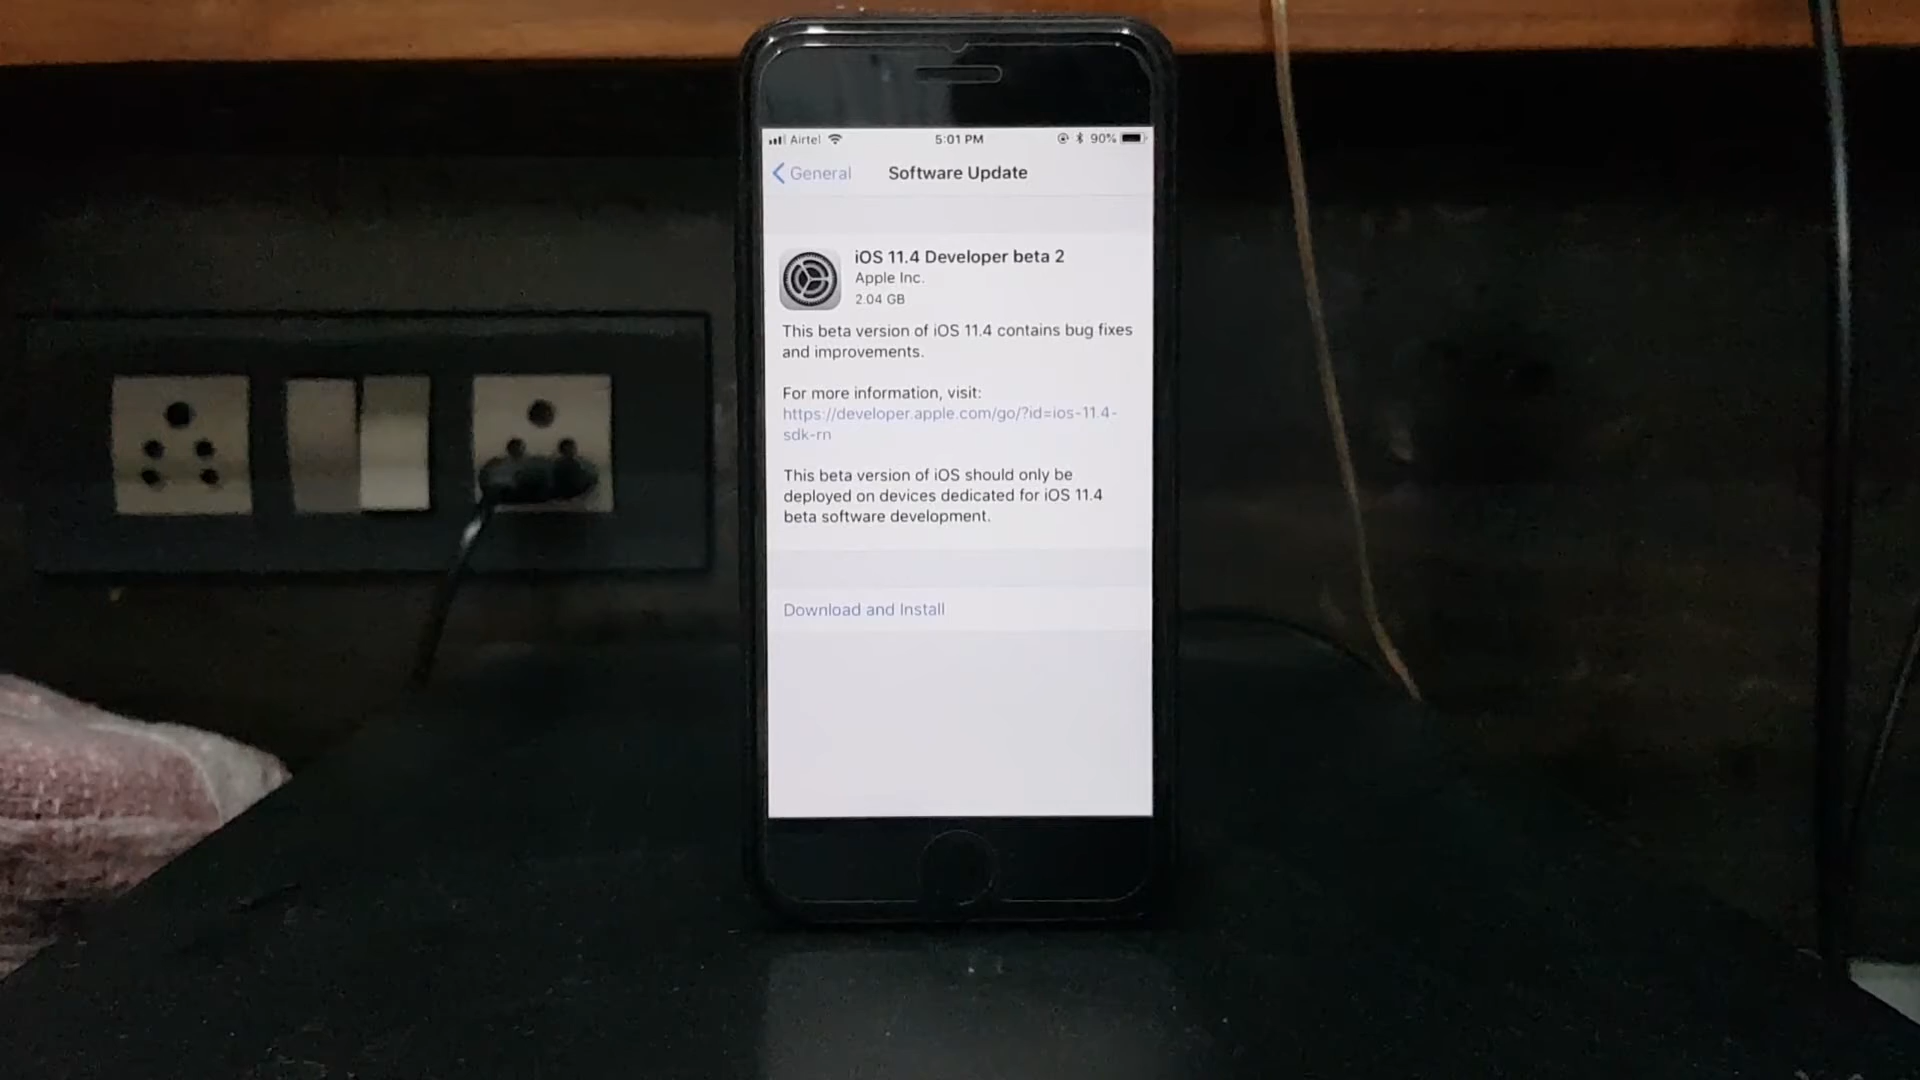 Airtel 5:01 PM 90%
General Software Update
iOS 11.4 Developer beta 2
Apple Inc.
2.04 GB
This beta version of iOS 11.4 contains bug fixes
and improvements.
For more information, visit:
https://developer.apple.com/go/?id=ios-11.4-
sdk-rn
This beta version of iOS should only be
deployed on devices dedicated for iOS 11.4
beta software development.
Download and Install